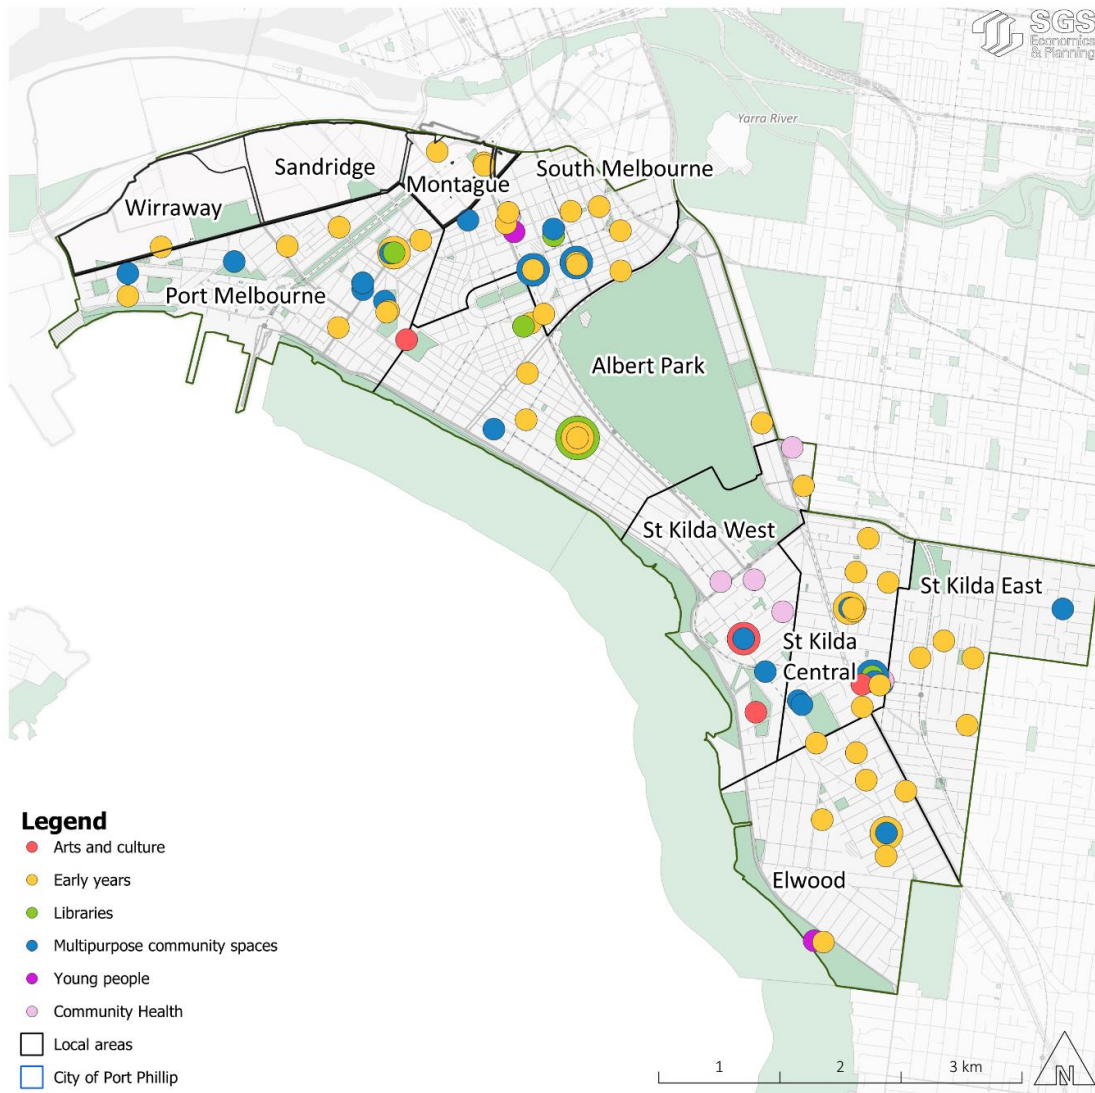 SGS
Economics
& Planning
Yarra River
Sandridge
South Melbourne
Montague
Wirraway
Port Melbourne
Albert Park
St Kilda West
St Kilda East
St Kilda
Central
Elwood
Legend
Arts and culture
Early years
Libraries
Multipurpose community spaces
Young people
Community Health
Local areas
City of Port Phillip
1 2 3 km
N